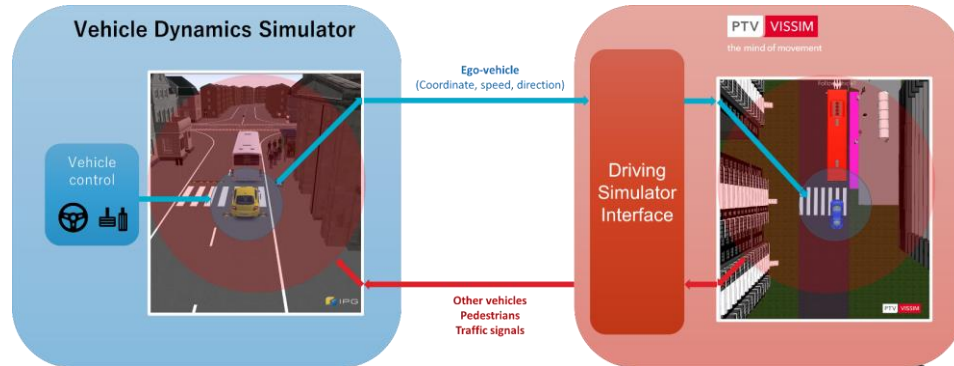 Vehicle Dynamics Simulator
PTV VISSIM
the mind of movement
Ego-vehicle
(Coordinate, speed, direction)
Vehicle
control
Driving
Simulator
Interface
Other vehicles
Pedestrians
Traffic signals
IPG
PTV VISSIM